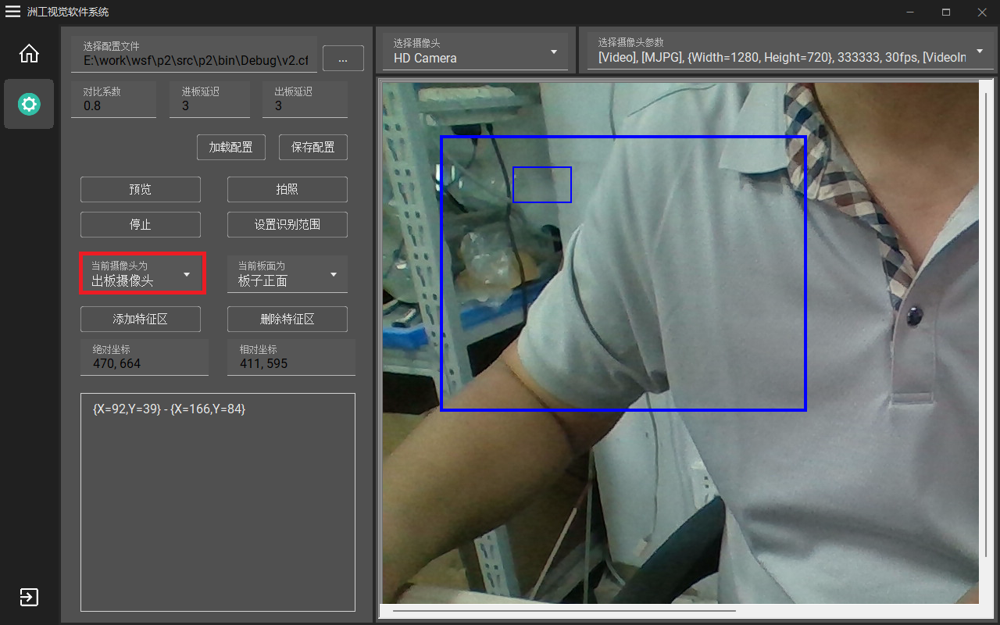 洲工视觉软件系统
选择配置文件
E:\work\wsf\p2\src\p2\bin\Debug\v2.cf
...
对比系数
0.8
进板延迟
3
出板延迟
3
加载配置
保存配置
预览
拍照
停止
设置识别范围
当前摄像头为
出板摄像头
当前板面为
板子正面
添加特征区
删除特征区
绝对坐标
470, 664
相对坐标
411, 595
{X=92,Y=39} - {X=166,Y=84}
选择摄像头
HD Camera
选择摄像头参数
[Video], [MJPG], {Width=1280, Height=720}, 333333, 30fps, [VideoIn